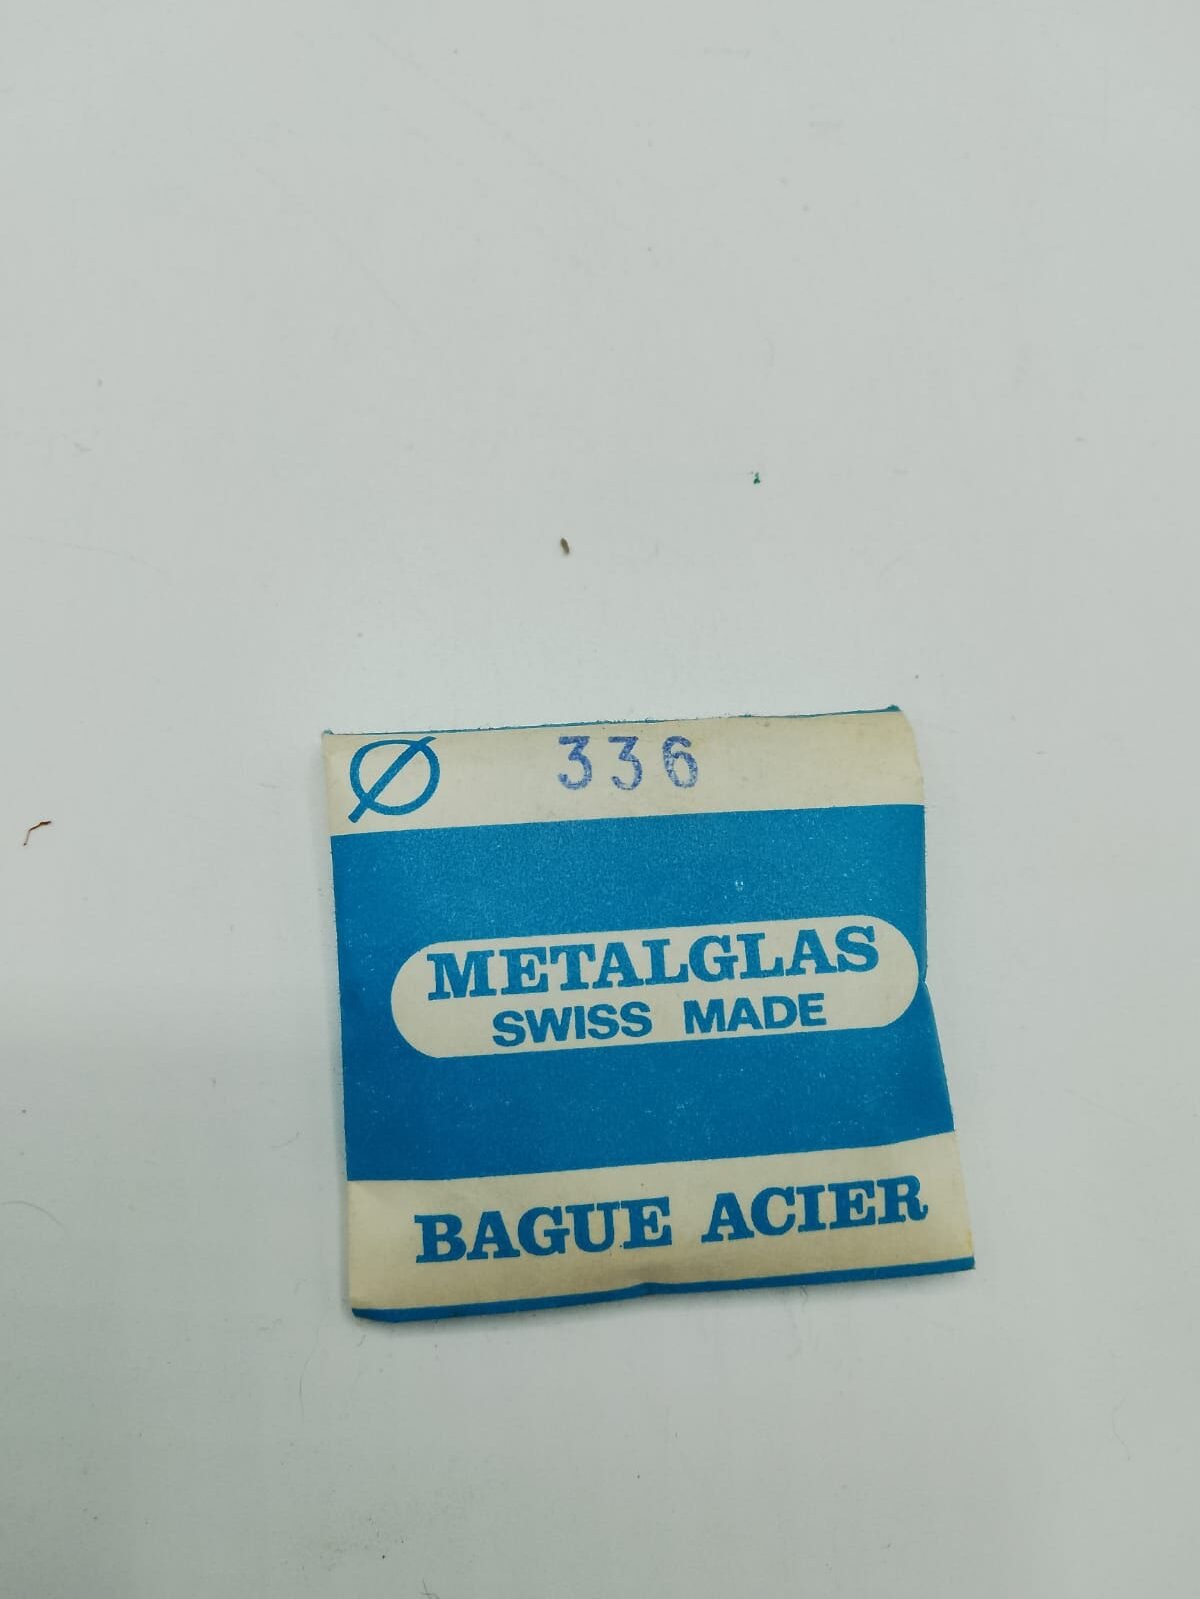 Ø 336
METALGLAS
SWISS MADE
BAGUE ACIER